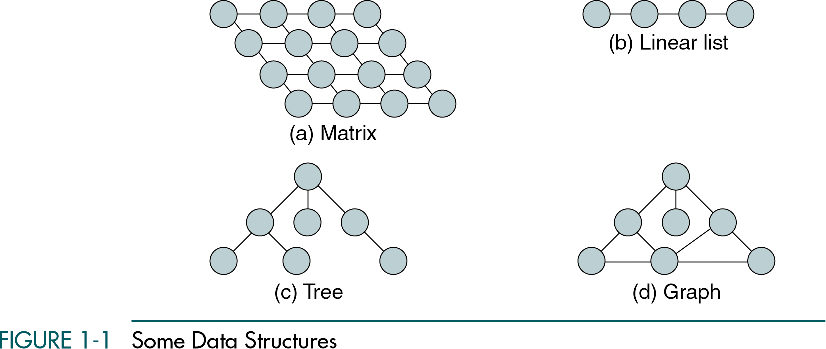 (b) Linear list
(a) Matrix
(c) Tree
(d) Graph
FIGURE 1-1 Some Data Structures